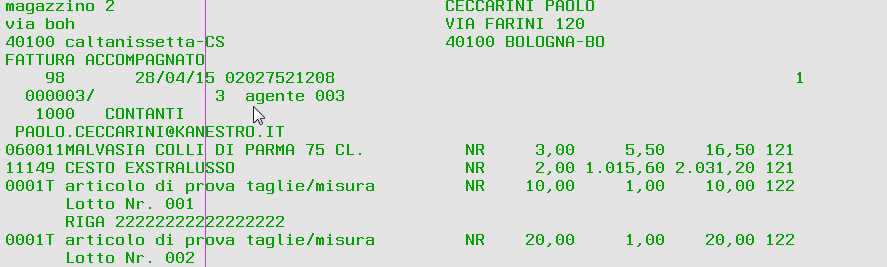 magazzino 2 CECCARINI PAOLO
via boh VIA FARINI 120
40100 caltanissetta-CS 40100 BOLOGNA-BO
FATTURA ACCOMPAGNATO
98 28/04/15 02027521208 1
000003/ 3 agente 003
1000 CONTANTI
PAOLO.CECCARINI@KANESTRO.IT
060011MALVASIA COLLI DI PARMA 75 CL. NR 3,00 5,50 16,50 121
11149 CESTO EXSTRALUSSO NR 2,00 1.015,60 2.031,20 121
0001T articolo di prova taglie/misura NR 10,00 1,00 10,00 122
Lotto Nr. 001
RIGA 22222222222222222
0001T articolo di prova taglie/misura NR 20,00 1,00 20,00 122
Lotto Nr. 002